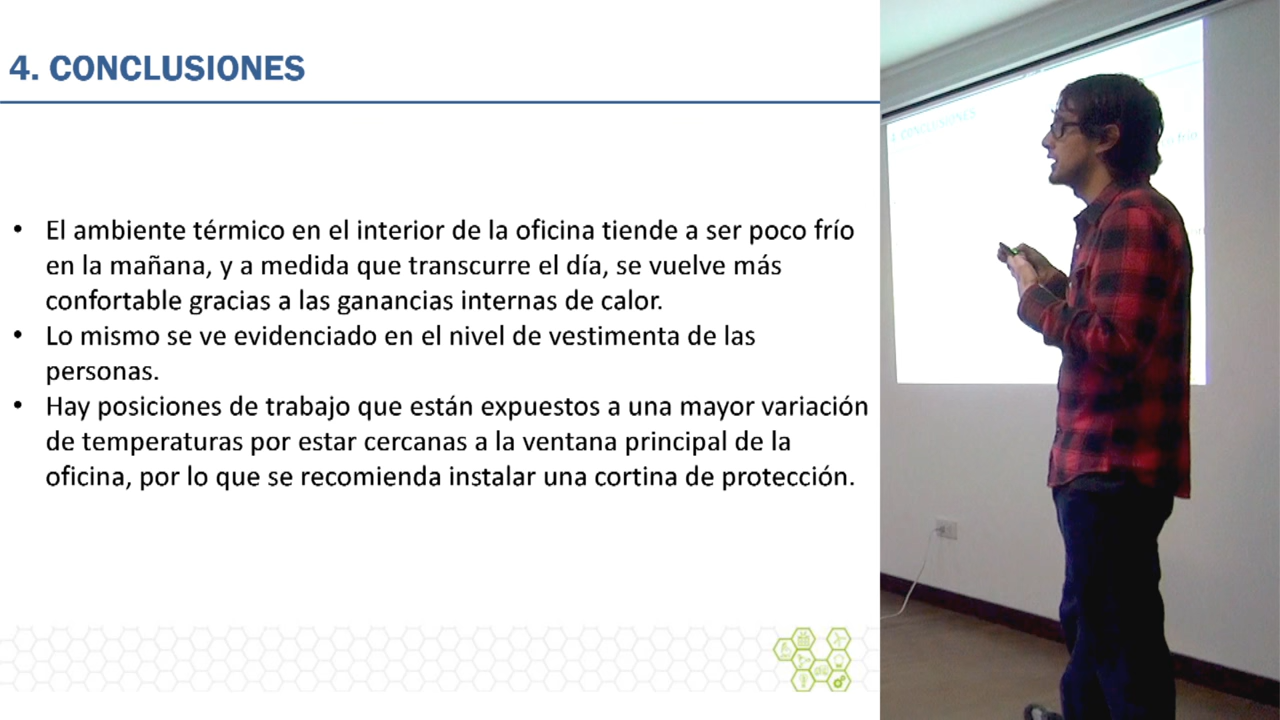 4. CONCLUSIONES
• El ambiente térmico en el interior de la oficina tiende a ser poco frío
en la mañana, y a medida que transcurre el día, se vuelve más
confortable gracias a las ganancias internas de calor.
• Lo mismo se ve evidenciado en el nivel de vestimenta de las
personas.
• Hay posiciones de trabajo que están expuestos a una mayor variación
de temperaturas por estar cercanas a la ventana principal de la
oficina, por lo que se recomienda instalar una cortina de protección.
4. CONCLUSIONES
frío